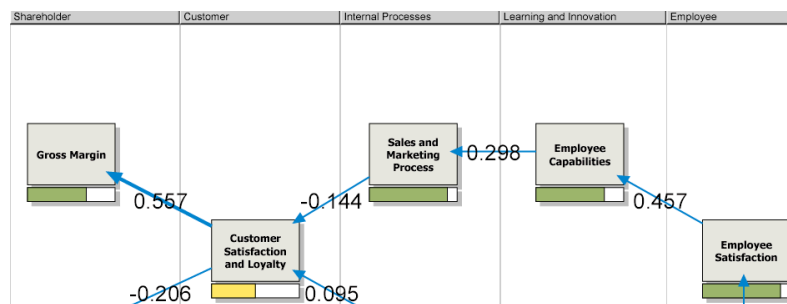 Shareholder
Customer
Internal Processes
Learning and Innovation
Employee
Gross Margin
Sales and
Marketing
Process
0.298
Employee
Capabilities
0.557
-0.144
0.457
Customer
Satisfaction
and Loyalty
Employee
Satisfaction
-0.206
0.095